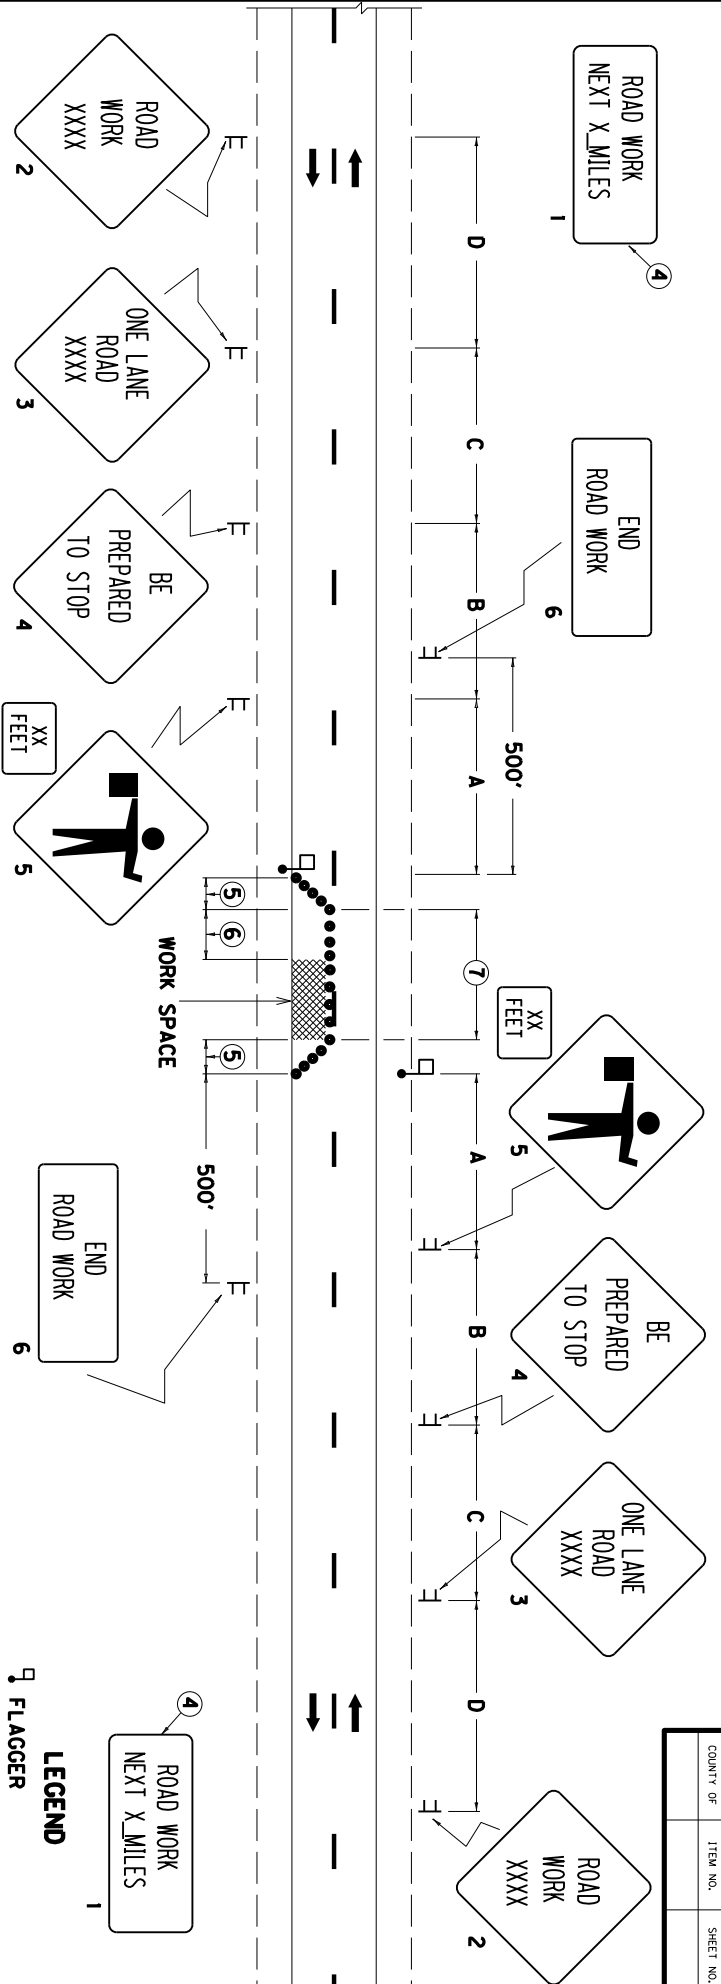 ROAD WORK
NEXT X_MILES
1
4
END
ROAD WORK
6
D
C
B
A
500'
7
XX
FEET
5
A
B
C
D
BE
PREPARED
TO STOP
4
ONE LANE
ROAD
XXXX
3
ROAD
WORK
XXXX
2
ROAD
WORK
XXXX
2
ONE LANE
ROAD
XXXX
3
BE
PREPARED
TO STOP
4
XX
FEET
5
5
6
5
WORK SPACE
500'
END
ROAD WORK
6
4
ROAD WORK
NEXT X_MILES
1
LEGEND
FLAGGER
COUNTY OF
ITEM NO.
SHEET NO.